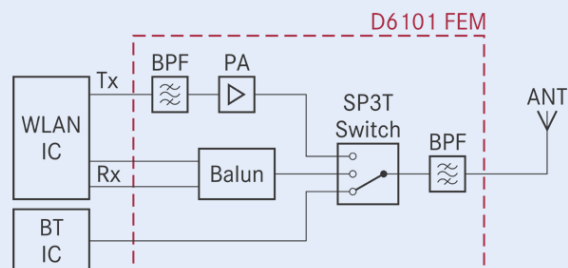 D6101 FEM
BPF
PA
Tx
SP3T
Switch
ANT
WLAN
IC
BPF
Rx
Balun
BT
IC